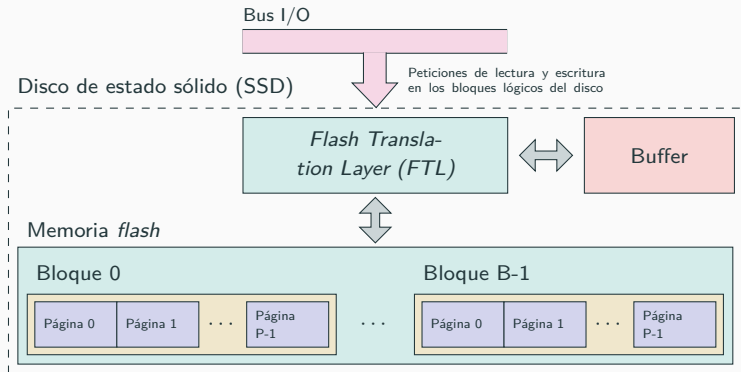 Bus I/O
Peticiones de lectura y escritura
en los bloques lógicos del disco
Disco de estado sólido (SSD)
Flash Transla-
tion Layer (FTL)
Buffer
Memoria flash
Bloque 0
Bloque B-1
Página 0
Página 1
· · ·
Página
P-1
· · ·
Página 0
Página 1
· · ·
Página
P-1